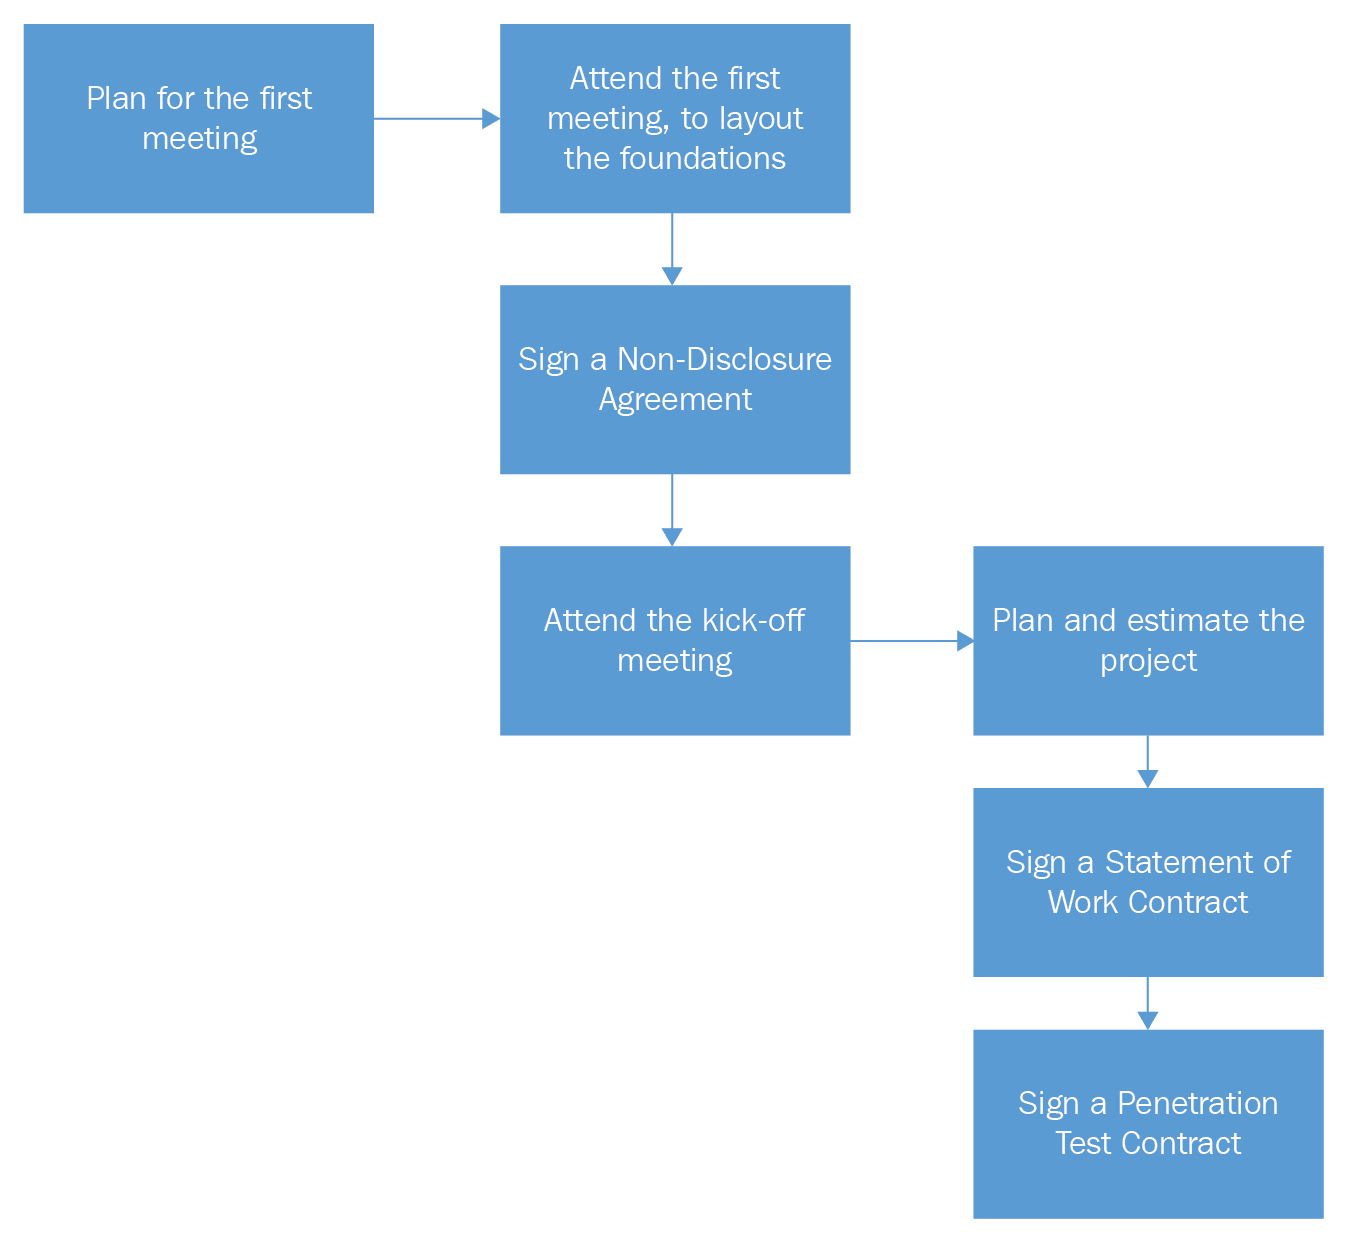 Plan for the first
meeting
Attend the first
meeting, to layout
the foundations
Sign a Non-Disclosure
Agreement
Attend the kick-off
meeting
Plan and estimate the
project
Sign a Statement of
Work Contract
Sign a Penetration
Test Contract